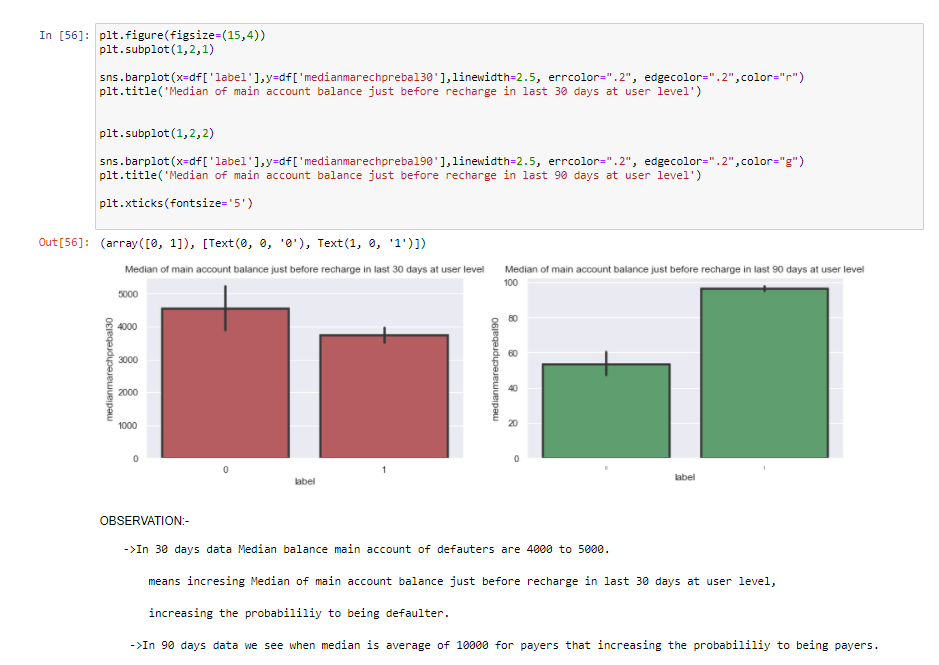 In [56]: plt.figure(figsize=(15,4))
plt.subplot(1,2,1)
sns.barplot(x=df['label'],y=df['medianmarechprebal30'],linewidth=2.5, errcolor=".2", edgecolor=".2",color="r")
plt.title('Median of main account balance just before recharge in last 30 days at user level')
plt.subplot(1,2,2)
sns.barplot(x=df['label'],y=df['medianmarechprebal90'],linewidth=2.5, errcolor=".2", edgecolor=".2",color="g")
plt.title('Median of main account balance just before recharge in last 90 days at user level')
plt.xticks(fontsize='5')
Out[56]: (array([0, 1]), [Text(0, 0, '0'), Text(1, 0, '1')])
Median of main account balance just before recharge in last 30 days at user level
5000
4000
3000
2000
1000
0
medianmarechprebal30
0 1
label
Median of main account balance just before recharge in last 90 days at user level
100
80
60
40
20
0
medianmarechprebal90
0 1
label
OBSERVATION:-
->In 30 days data Median balance main account of defauters are 4000 to 5000.
means incresing Median of main account balance just before recharge in last 30 days at user level,
increasing the probabililiy to being defaulter.
->In 90 days data we see when median is average of 10000 for payers that increasing the probabililiy to being payers.